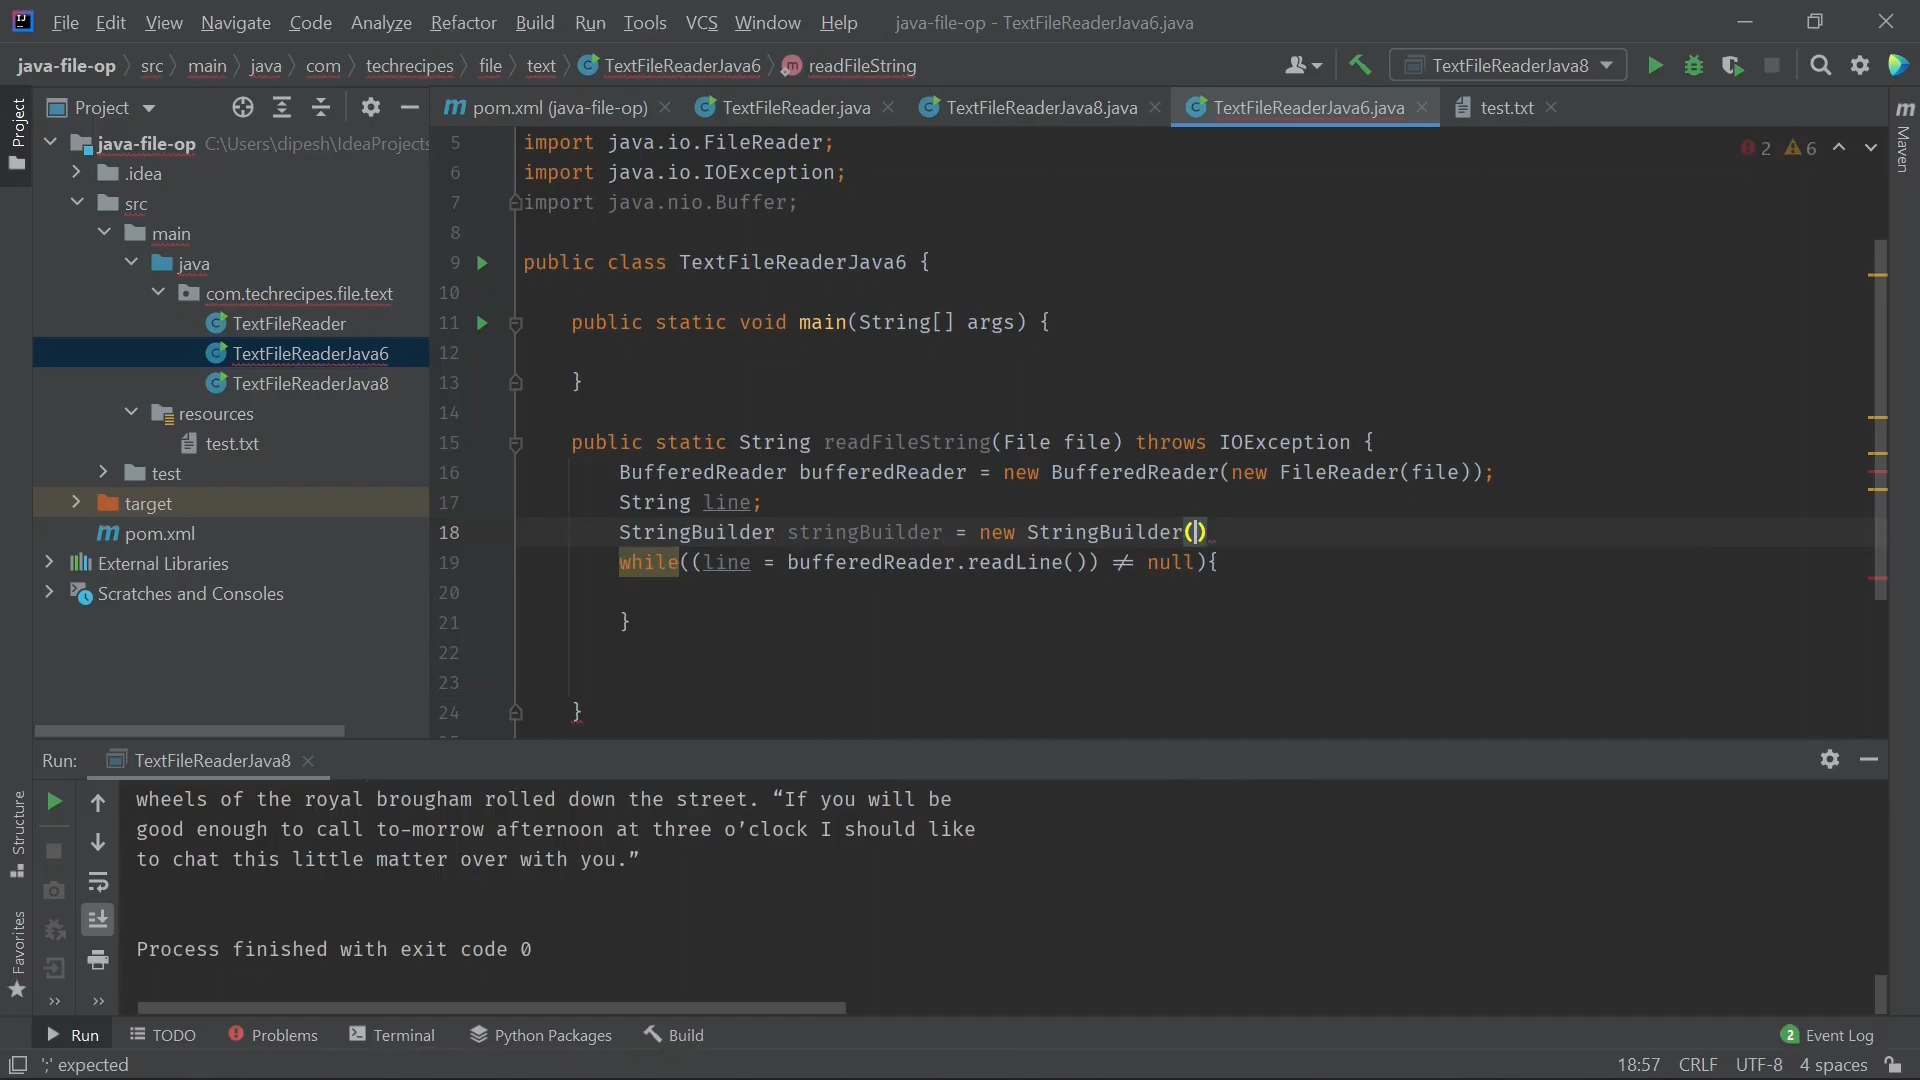 File Edit View Navigate Code Analyze Refactor Build Run Tools VCS Window Help java-file-op - TextFileReaderJava6.java
java-file-op src main java com techrecipes file text TextFileReaderJava6 readFileString TextFileReaderJava8
Project
pom.xml (java-file-op) TextFileReader.java TextFileReaderJava8.java TextFileReaderJava6.java test.txt
java-file-op C:\Users\dipesh\IdeaProjects
.idea
src
main
java
com.techrecipes.file.text
TextFileReader
TextFileReaderJava6
TextFileReaderJava8
resources
test.txt
test
target
pom.xml
External Libraries
Scratches and Consoles
2 6
5 import java.io.FileReader;
6 import java.io.IOException;
7 import java.nio.Buffer;
8
9 public class TextFileReaderJava6 {
10
11 public static void main(String[] args) {
12
13 }
14
15 public static String readFileString(File file) throws IOException {
16 BufferedReader bufferedReader = new BufferedReader(new FileReader(file));
17 String line;
18 StringBuilder stringBuilder = new StringBuilder()
19 while((line = bufferedReader.readLine()) ≠ null){
20
21 }
22
23
24 }
Project
Maven
Structure
Favorites
Run: TextFileReaderJava8
wheels of the royal brougham rolled down the street. “If you will be
good enough to call to-morrow afternoon at three o’clock I should like
to chat this little matter over with you.”
Process finished with exit code 0
Run TODO Problems Terminal Python Packages Build 2 Event Log
';' expected 18:57 CRLF UTF-8 4 spaces